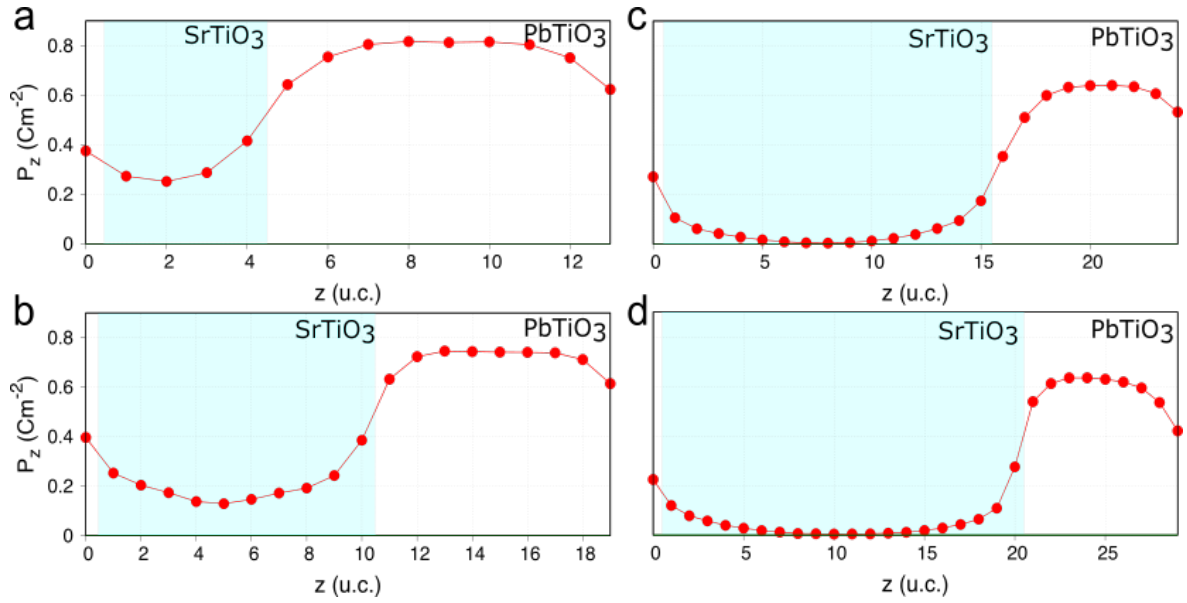 a
SrTiO3
PbTiO3
0.8
0.6
0.4
0.2
0
Pz (Cm-2)
0 2 4 6 8 10 12
z (u.c.)
c
SrTiO3
PbTiO3
0 5 10 15 20
z (u.c.)
b
SrTiO3
PbTiO3
0.8
0.6
0.4
0.2
0
Pz (Cm-2)
0 2 4 6 8 10 12 14 16 18
z (u.c.)
d
SrTiO3
PbTiO3
0 5 10 15 20 25
z (u.c.)